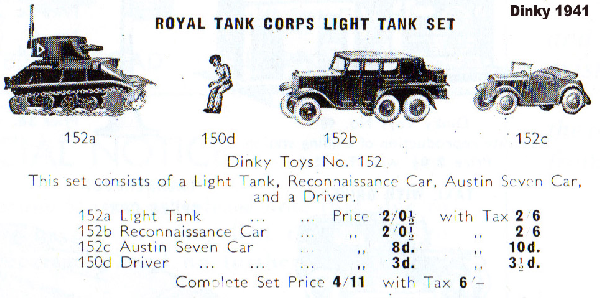 Dinky 1941
ROYAL TANK CORPS LIGHT TANK SET
152a 150d 152b 152c
Dinky Toys No. 152.
This set consists of a Light Tank, Reconnaissance Car, Austin Seven Car,
and a Driver.
152a Light Tank ... ... Price 2/0½ with Tax 2 6
152b Reconnaissance Car ... ,, 2/0½ ,, 2 6
152c Austin Seven Car ... ,, 8d. ,, 10d.
150d Driver ... ... ... ,, 3d. ,, 3½d.
Complete Set Price 4/11 with Tax 6/-